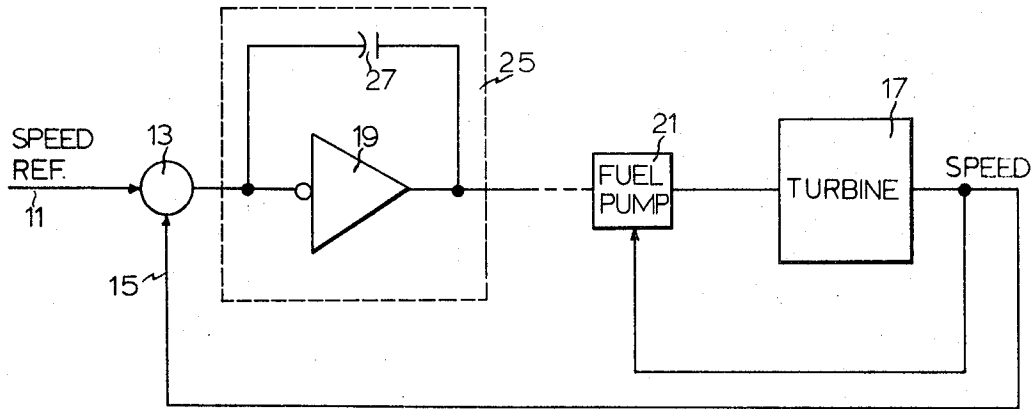 25
27
19
17
21
13
SPEED
REF.
11
FUEL
PUMP
TURBINE
SPEED
15